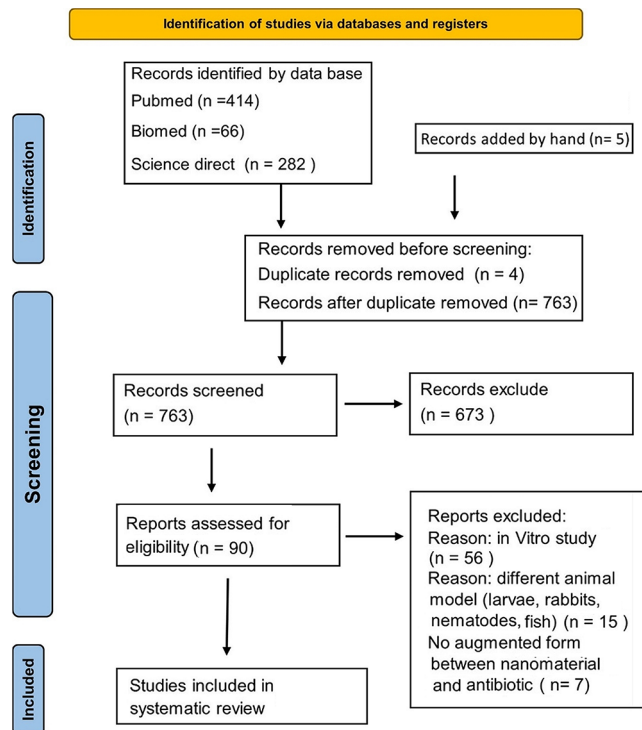 Identification of studies via databases and registers
Records identified by data base
Pubmed (n =414)
Biomed (n =66)
Science direct (n = 282 )
Records added by hand (n= 5)
Identification
Records removed before screening:
Duplicate records removed (n = 4)
Records after duplicate removed (n= 763)
Screening
Records screened
(n = 763)
Records exclude
(n = 673 )
Reports assessed for
eligibility (n = 90)
Reports excluded:
Reason: in Vitro study
(n = 56 )
Reason: different animal
model (larvae, rabbits,
nematodes, fish) (n = 15 )
No augmented form
between nanomaterial
and antibiotic ( n= 7)
Included
Studies included in
systematic review